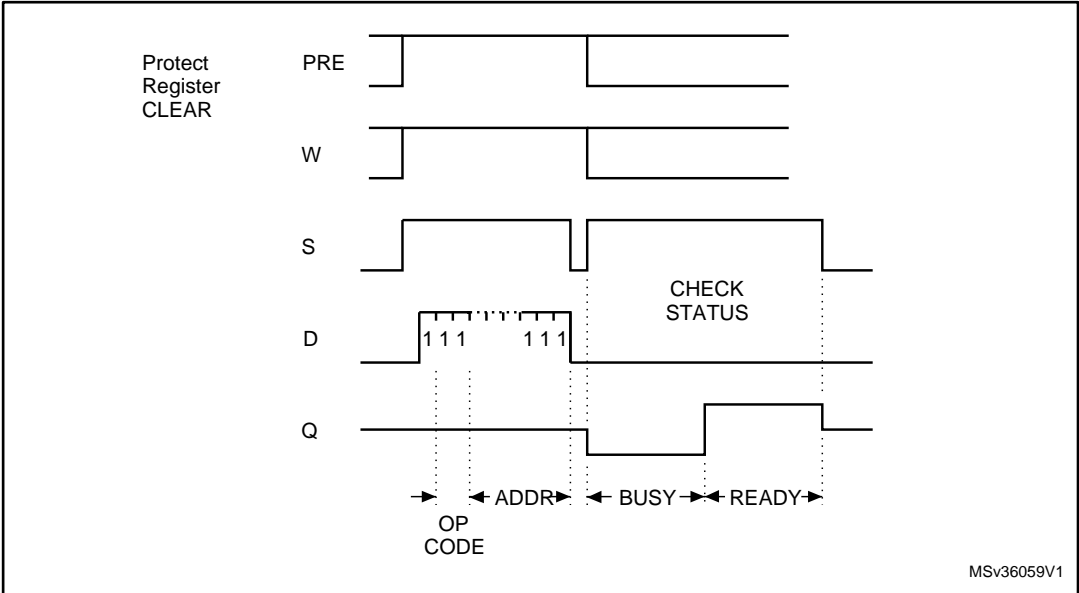 Protect
Register
CLEAR
PRE
W
S
CHECK
STATUS
D
1 1 1 1 1 1
Q
ADDR BUSY READY
OP
CODE
MSv36059V1